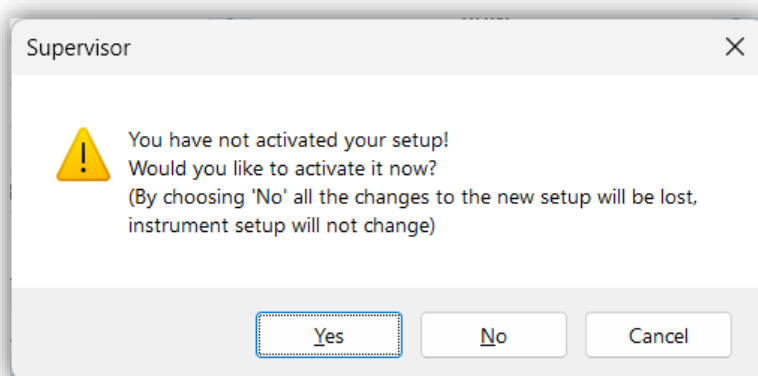 Supervisor
You have not activated your setup!
Would you like to activate it now?
(By choosing 'No' all the changes to the new setup will be lost,
instrument setup will not change)
Yes
No
Cancel